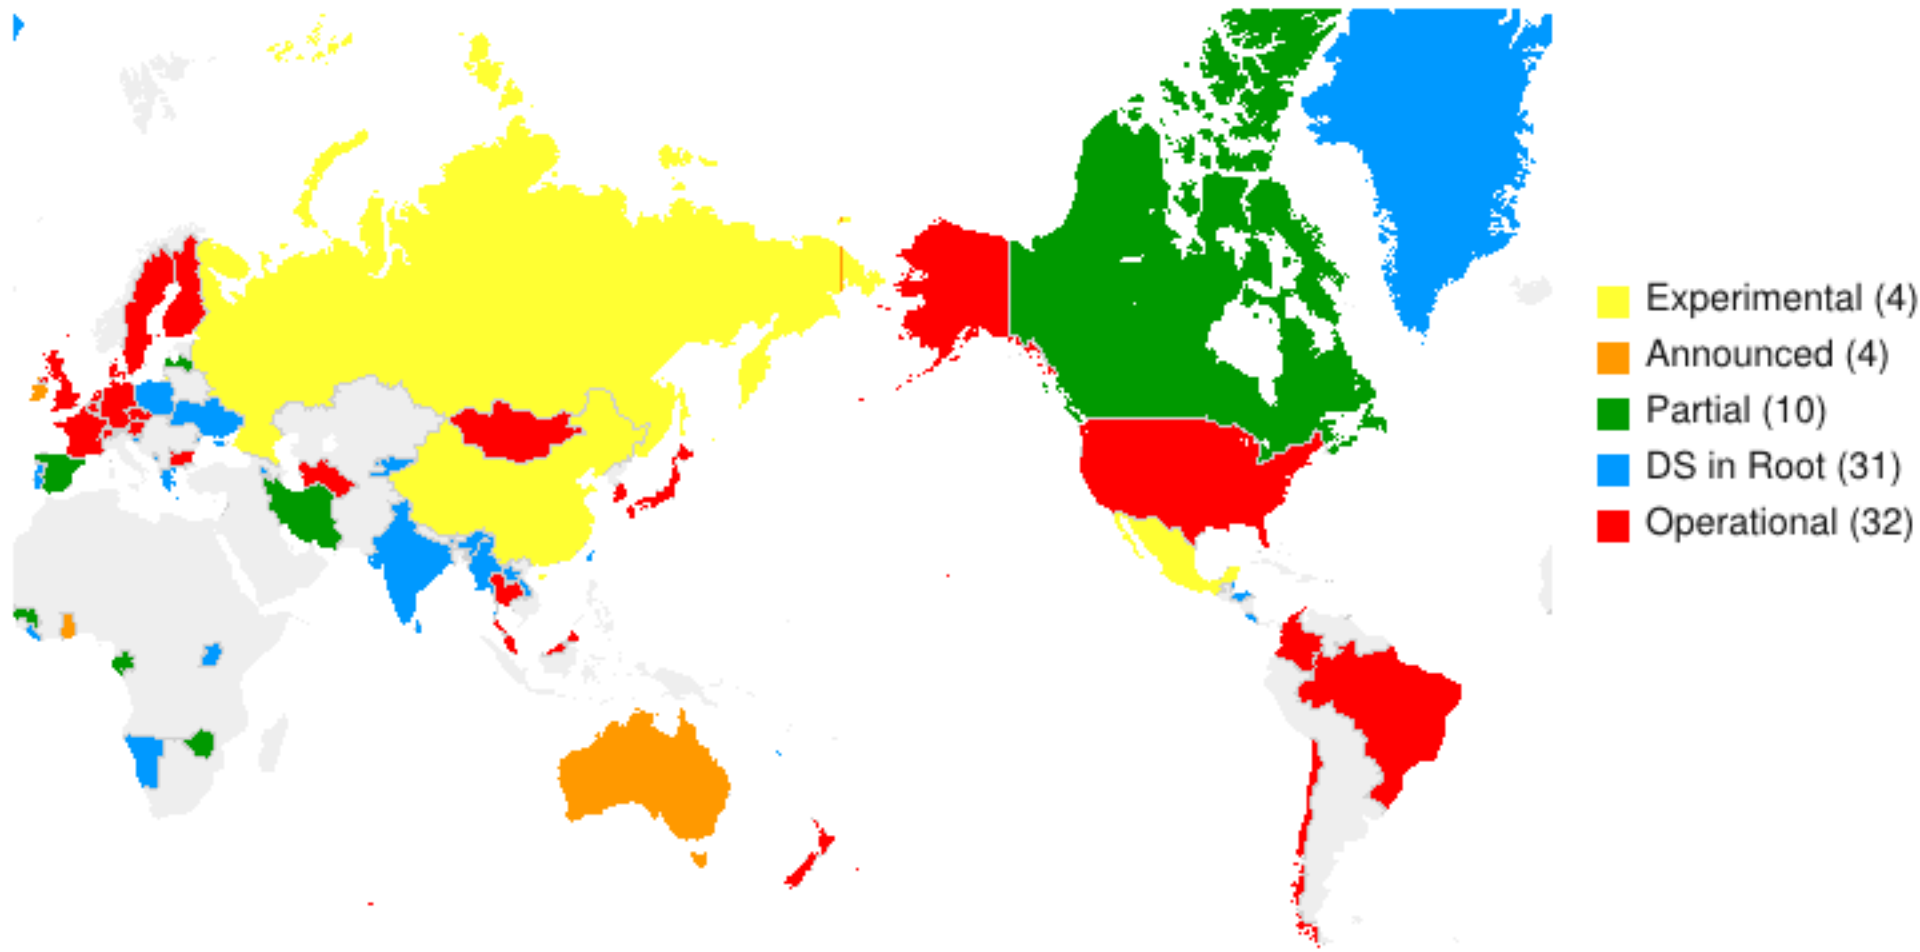 Experimental (4)
Announced (4)
Partial (10)
DS in Root (31)
Operational (32)